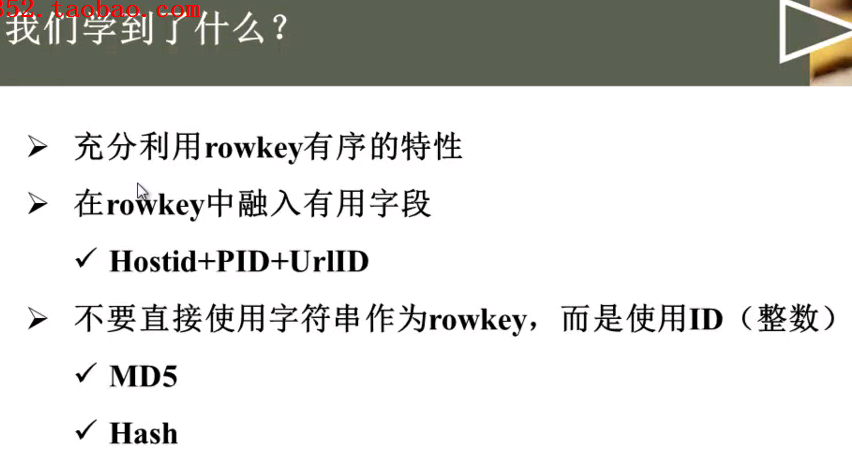 352.taobao.com
我们学到了什么？
充分利用rowkey有序的特性
在rowkey中融入有用字段
Hostid+PID+UrlID
不要直接使用字符串作为rowkey，而是使用ID（整数）
MD5
Hash